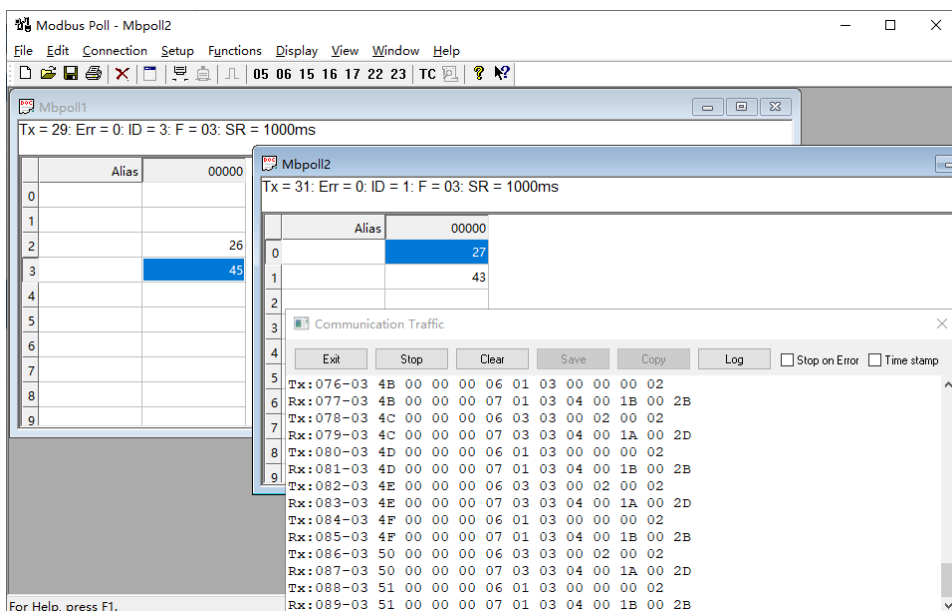 Modbus Poll - Mbpoll2
File Edit Connection Setup Functions Display View Window Help
05 06 15 16 17 22 23 TC
Mbpoll1
Tx = 29: Err = 0: ID = 3: F = 03: SR = 1000ms
Alias 00000
0
1
2 26
3 45
4
5
6
7
8
9
Mbpoll2
Tx = 31: Err = 0: ID = 1: F = 03: SR = 1000ms
Alias 00000
0 27
1 43
2
3
4
5
6
7
8
9
Communication Traffic
Exit Stop Clear Save Copy Log Stop on Error Time stamp
Tx:076-03 4B 00 00 00 06 01 03 00 00 00 02
Rx:077-03 4B 00 00 00 07 01 03 04 00 1B 00 2B
Tx:078-03 4C 00 00 00 06 03 03 00 02 00 02
Rx:079-03 4C 00 00 00 07 03 03 04 00 1A 00 2D
Tx:080-03 4D 00 00 00 06 01 03 00 00 00 02
Rx:081-03 4D 00 00 00 07 01 03 04 00 1B 00 2B
Tx:082-03 4E 00 00 00 06 03 03 00 02 00 02
Rx:083-03 4E 00 00 00 07 03 03 04 00 1A 00 2D
Tx:084-03 4F 00 00 00 06 01 03 00 00 00 02
Rx:085-03 4F 00 00 00 07 01 03 04 00 1B 00 2B
Tx:086-03 50 00 00 00 06 03 03 00 02 00 02
Rx:087-03 50 00 00 00 07 03 03 04 00 1A 00 2D
Tx:088-03 51 00 00 00 06 01 03 00 00 00 02
Rx:089-03 51 00 00 00 07 01 03 04 00 1B 00 2B
For Help, press F1.